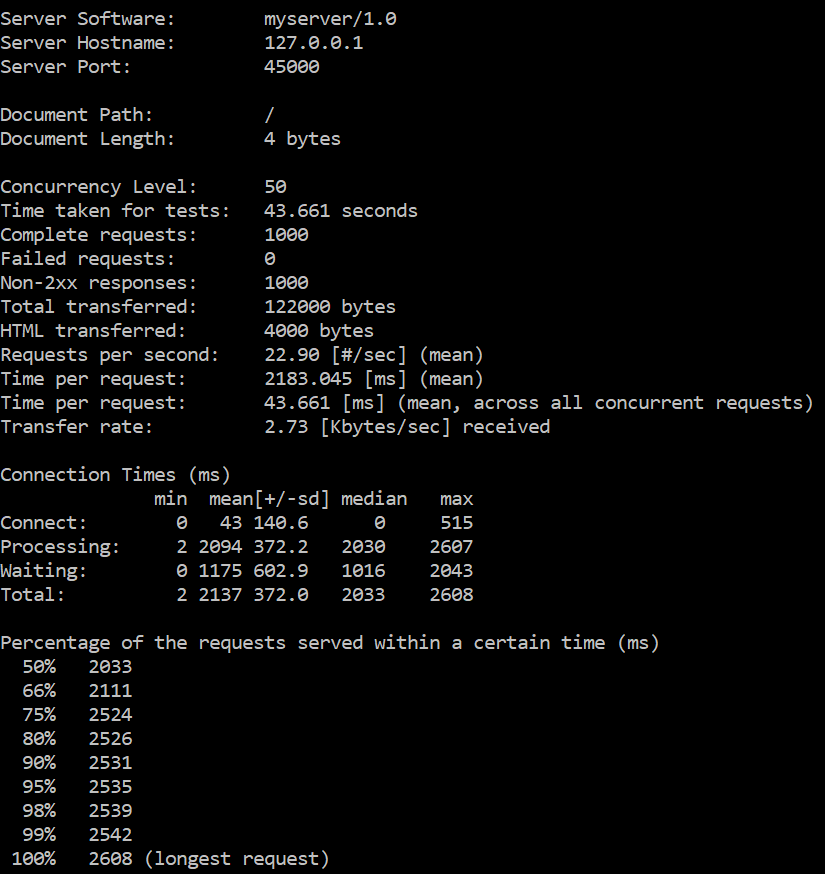 Server Software:        myserver/1.0
Server Hostname:        127.0.0.1
Server Port:            45000

Document Path:          /
Document Length:        4 bytes

Concurrency Level:      50
Time taken for tests:   43.661 seconds
Complete requests:      1000
Failed requests:        0
Non-2xx responses:      1000
Total transferred:      122000 bytes
HTML transferred:       4000 bytes
Requests per second:    22.90 [#/sec] (mean)
Time per request:       2183.045 [ms] (mean)
Time per request:       43.661 [ms] (mean, across all concurrent requests)
Transfer rate:          2.73 [Kbytes/sec] received

Connection Times (ms)
              min  mean[+/-sd] median   max
Connect:        0   43 140.6      0     515
Processing:     2 2094 372.2   2030    2607
Waiting:        0 1175 602.9   1016    2043
Total:          2 2137 372.0   2033    2608

Percentage of the requests served within a certain time (ms)
  50%   2033
  66%   2111
  75%   2524
  80%   2526
  90%   2531
  95%   2535
  98%   2539
  99%   2542
 100%   2608 (longest request)